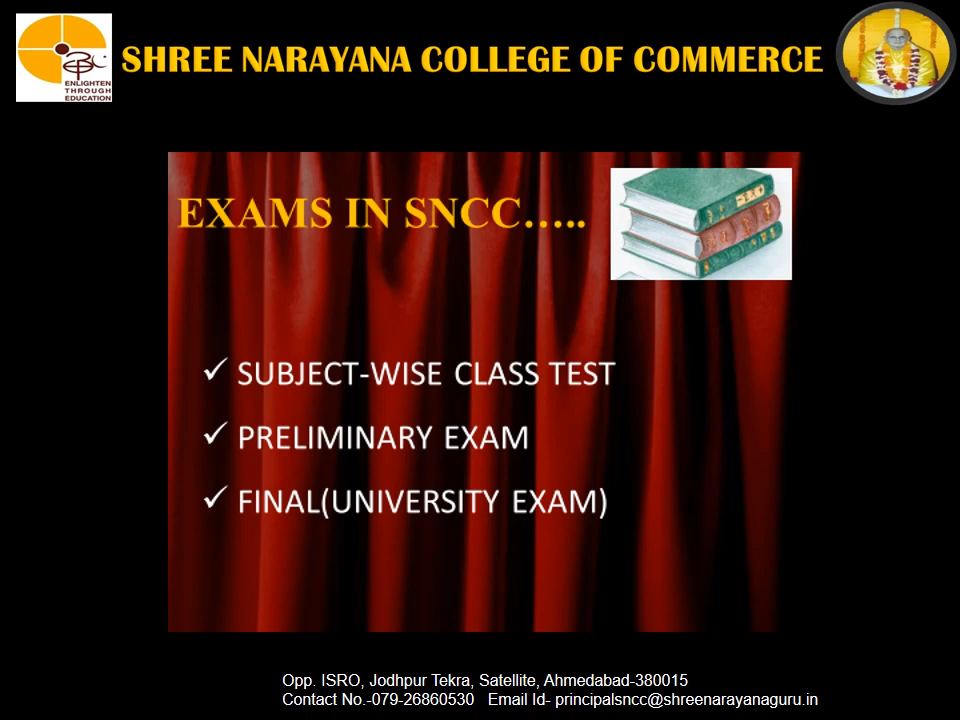 SHREE NARAYANA COLLEGE OF COMMERCE
ENLIGHTEN
THROUGH
EDUCATION
EXAMS IN SNCC…..
✓ SUBJECT-WISE CLASS TEST
✓ PRELIMINARY EXAM
✓ FINAL(UNIVERSITY EXAM)
Opp. ISRO, Jodhpur Tekra, Satellite, Ahmedabad-380015
Contact No.-079-26860530 Email Id- principalsncc@shreenarayanaguru.in